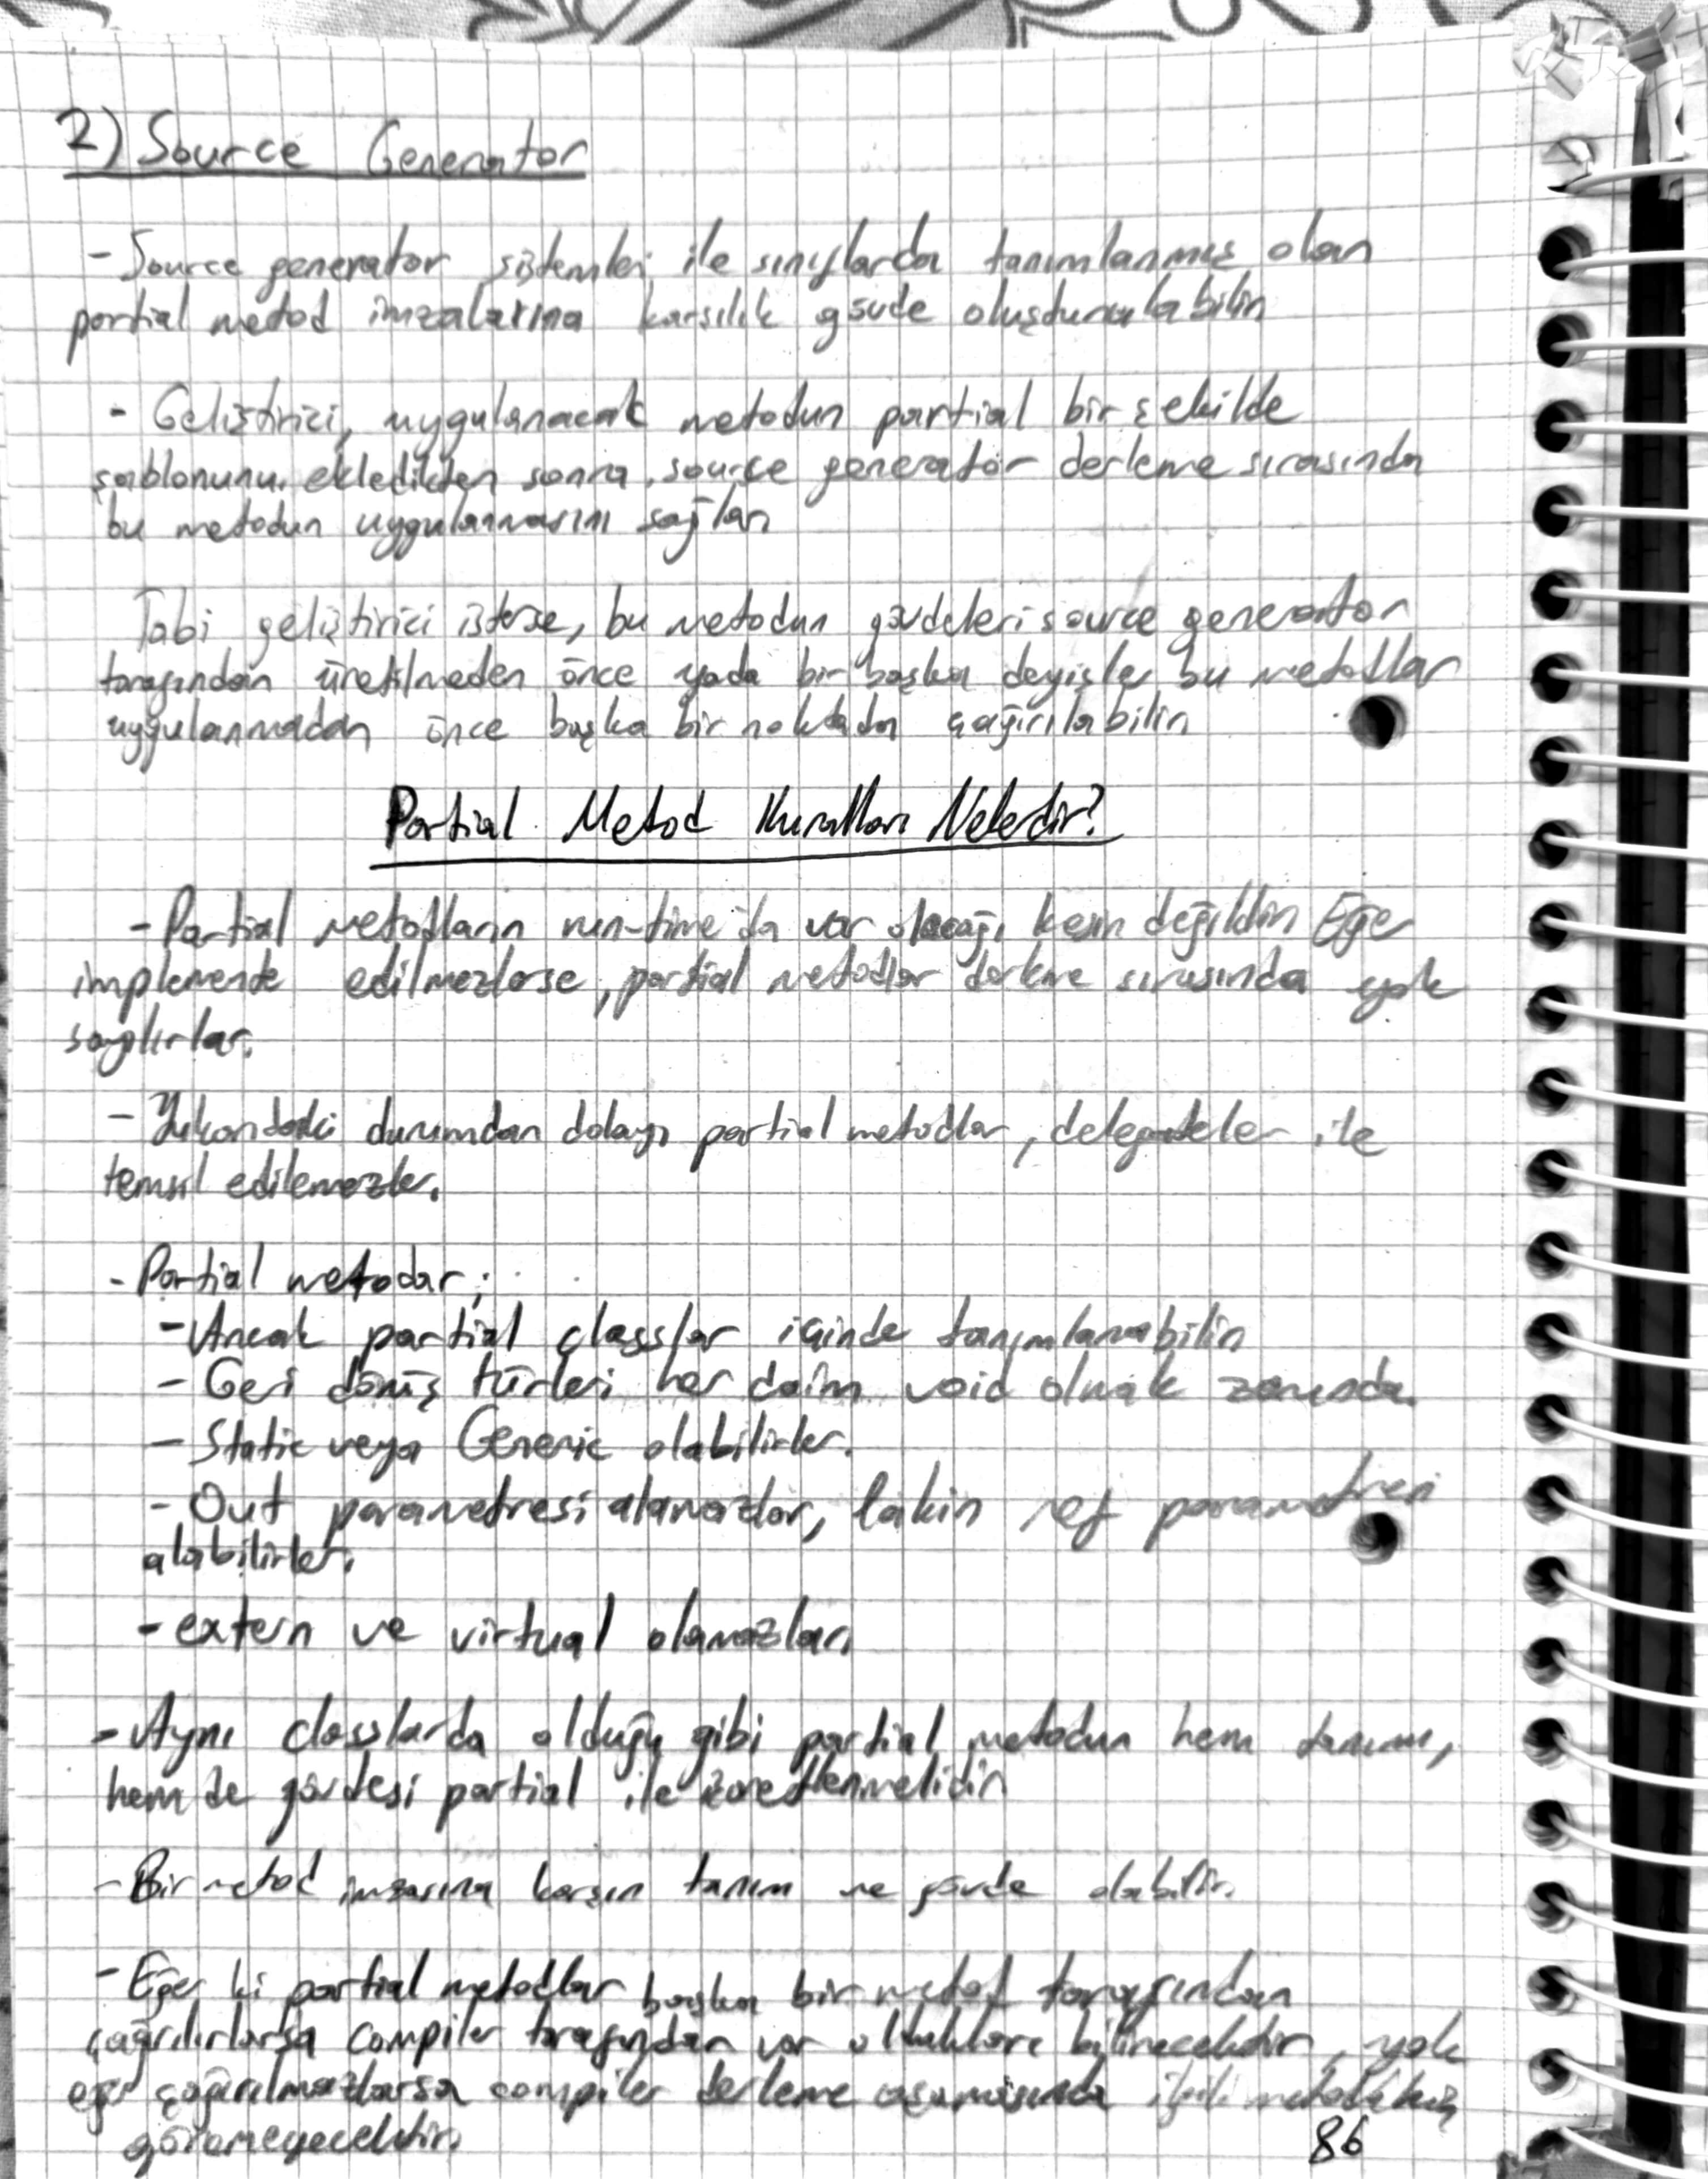 2) Source Generator
- Source generator sistemleri ile sınıflarda tanımlanmış olan
partial metod imzalarına karşılık gövde oluşturulabilir.
- Geliştirici, uygulanacak metodun partial bir şekilde
şablonunu ekledikten sonra, source generator derleme sırasında
bu metodun uygulanmasını sağlar.
Tabi geliştirici isterse, bu metodun gövdeleri source generator
tarafından üretilmeden önce yada bir başka deyişle bu metodlar
uygulanmadan önce başka bir noktada çağırılabilir.
Partial Metod Kuralları Nelerdir?
- Partial metodların run-time'da var olacağı kesin değildir. Eğer
implemente edilmezlerse, partial metodlar derleme sırasında yok
sayılırlar.
- Yukarıdaki durumdan dolayı partial metodlar, delegateler ile
temsil edilemezler.
- Partial metodar;
- Ancak partial classlar içinde tanımlanabilir.
- Geri dönüş türleri her daim void olmak zorunda.
- Static veya Generic olabilirler.
- Out parametresi alamazlar, lakin ref parametresi
alabilirler.
- extern ve virtual olamazlar.
- Aynı classlarda olduğu gibi partial metodun hem tanımı,
hem de gövdesi partial ile işaretlenmelidir.
- Bir metod imzasına karşın tanım ve gövde olabilir.
- Eğer ki partial metodlar başka bir metod tarafından
çağrılırlarsa compiler tarafından var oldukları bilinecektir, yok
eğer çağırılmazlarsa compiler derleme aşamasında ilgili
göremeyecektir.
86